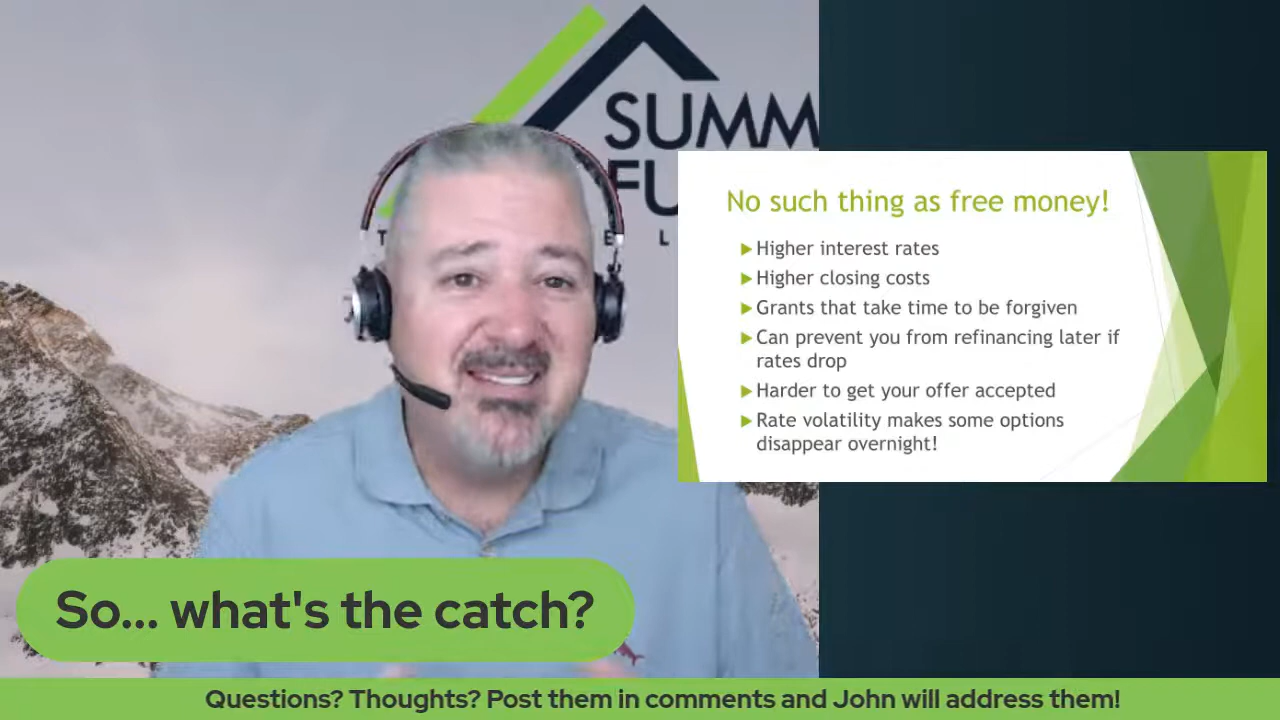 SUMM
FU
T
E L
No such thing as free money!
Higher interest rates
Higher closing costs
Grants that take time to be forgiven
Can prevent you from refinancing later if
rates drop
Harder to get your offer accepted
Rate volatility makes some options
disappear overnight!
So... what's the catch?
Questions? Thoughts? Post them in comments and John will address them!